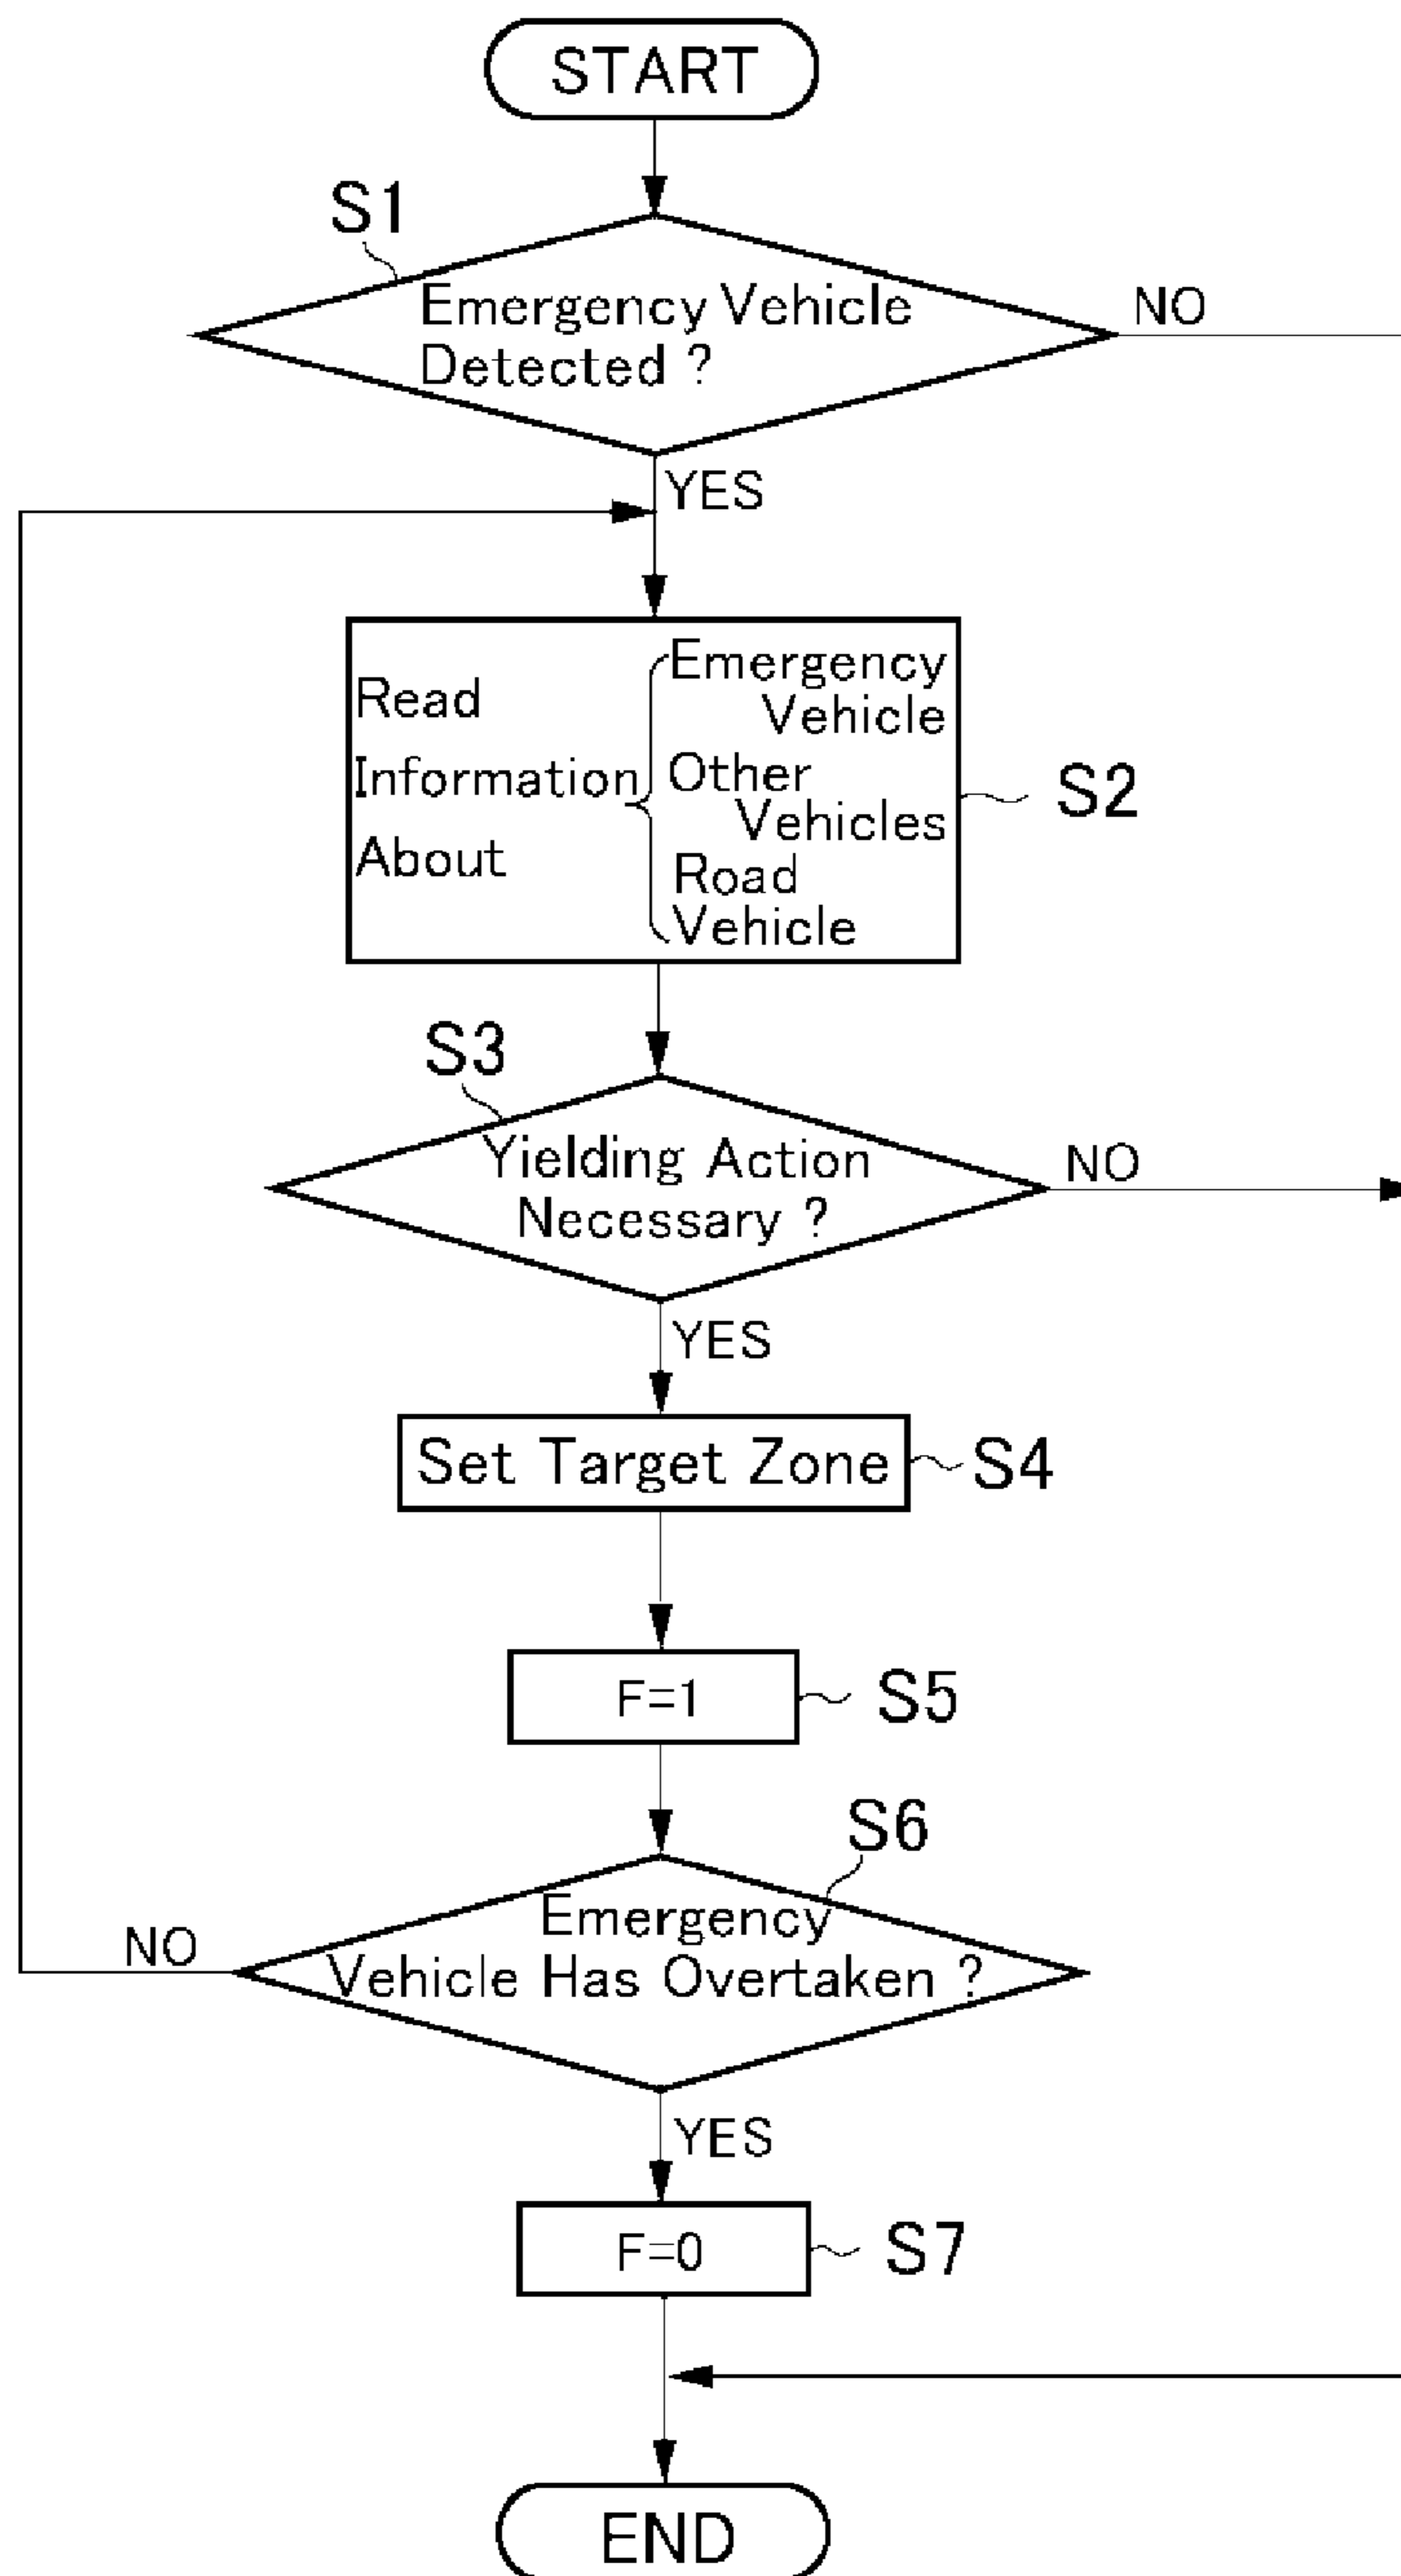 START
S1
Emergency Vehicle
Detected ?
NO
YES
Read
Information
About
Emergency
Vehicle
Other
Vehicles
Road
Vehicle
S2
S3
Yielding Action
Necessary ?
NO
YES
Set Target Zone
S4
F=1
S5
S6
Emergency
Vehicle Has Overtaken ?
NO
YES
F=0
S7
END